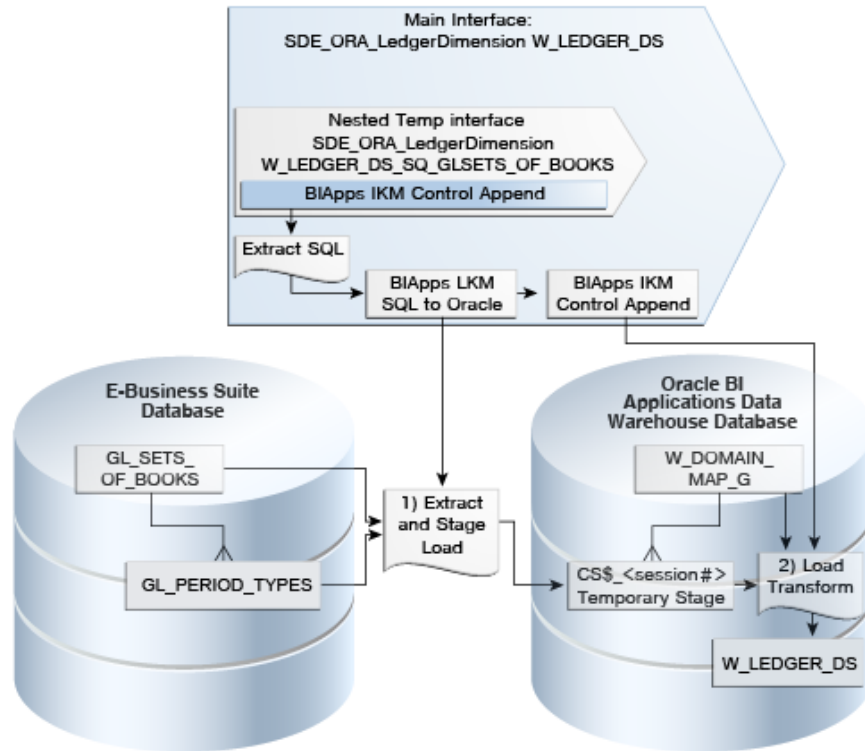 Main Interface:
SDE_ORA_LedgerDimension W_LEDGER_DS
Nested Temp interface
SDE_ORA_LedgerDimension
W_LEDGER_DS_SQ_GLSETS_OF_BOOKS
BIApps IKM Control Append
Extract SQL
BIApps LKM
SQL to Oracle
BIApps IKM
Control Append
E-Business Suite
Database
GL_SETS_
OF_BOOKS
GL_PERIOD_TYPES
1) Extract
and Stage
Load
Oracle BI
Applications Data
Warehouse Database
W_DOMAIN_
MAP_G
CS$_<session#>
Temporary Stage
2) Load
Transform
W_LEDGER_DS